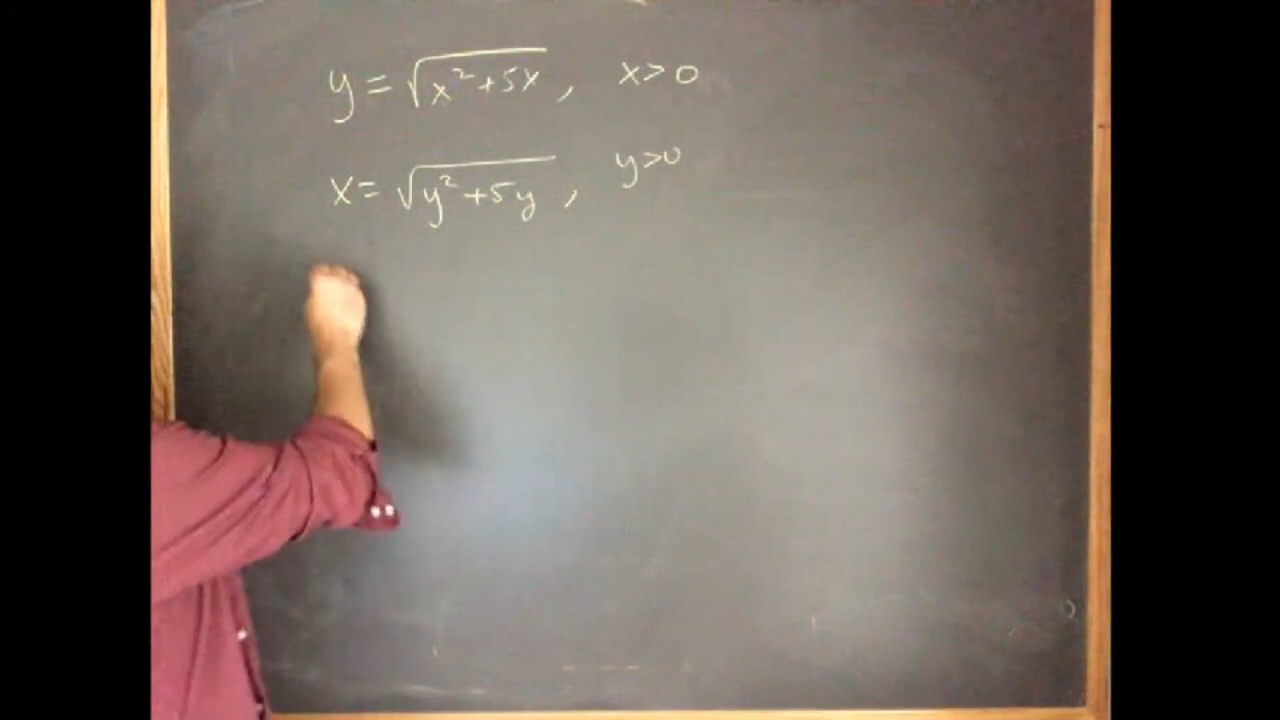 y = √(x² + 5x) , x > 0
x = √(y² + 5y) , y > 0